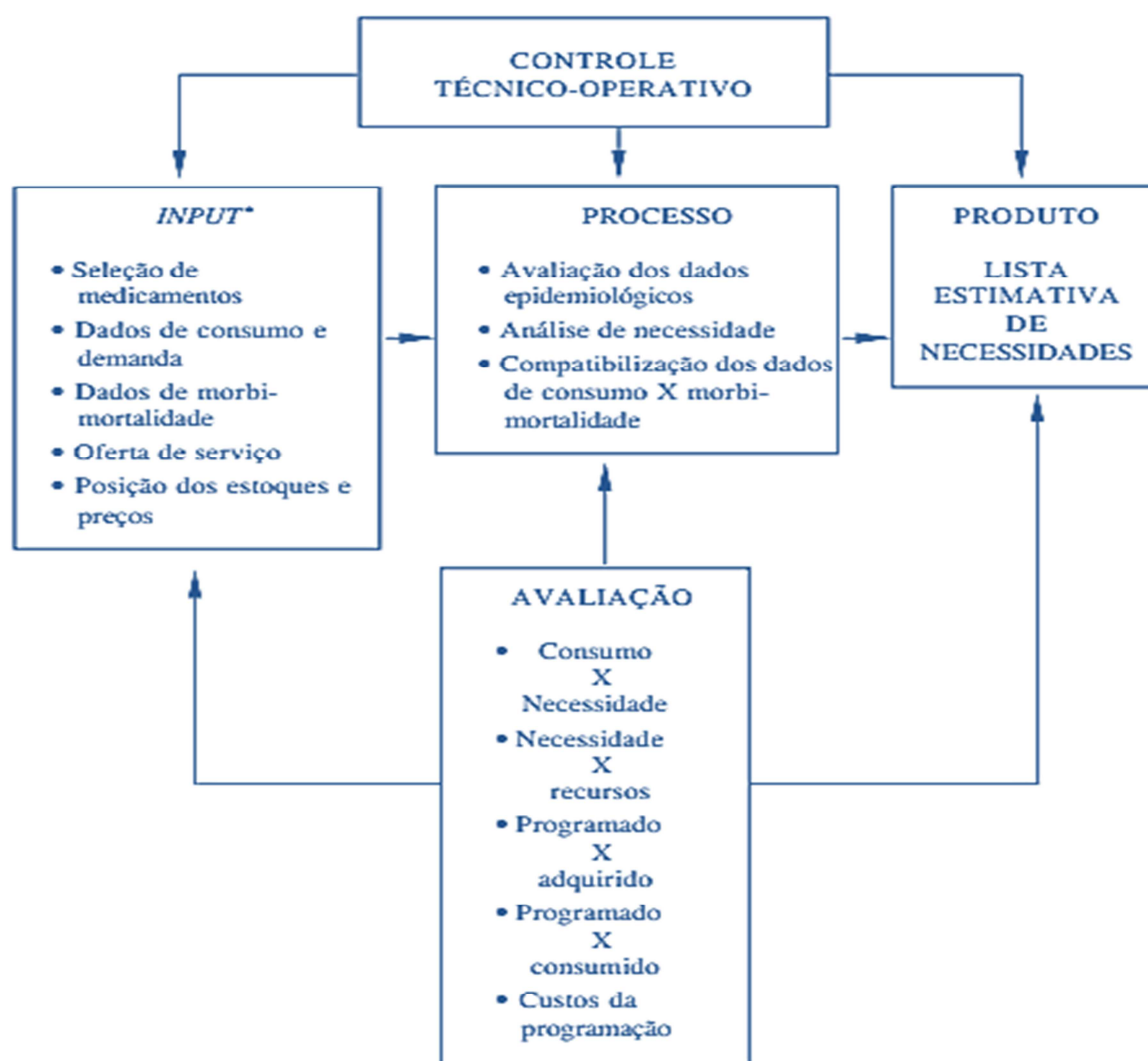 CONTROLE
TÉCNICO-OPERATIVO
INPUT*
• Seleção de
medicamentos
• Dados de consumo e
demanda
• Dados de morbi-
mortalidade
• Oferta de serviço
• Posição dos estoques e
preços
PROCESSO
• Avaliação dos dados
epidemiológicos
• Análise de necessidade
• Compatibilização dos dados
de consumo X morbi-
mortalidade
PRODUTO
LISTA
ESTIMATIVA
DE
NECESSIDADES
AVALIAÇÃO
• Consumo
X
Necessidade
• Necessidade
X
recursos
• Programado
X
adquirido
• Programado
X
consumido
• Custos da
programação